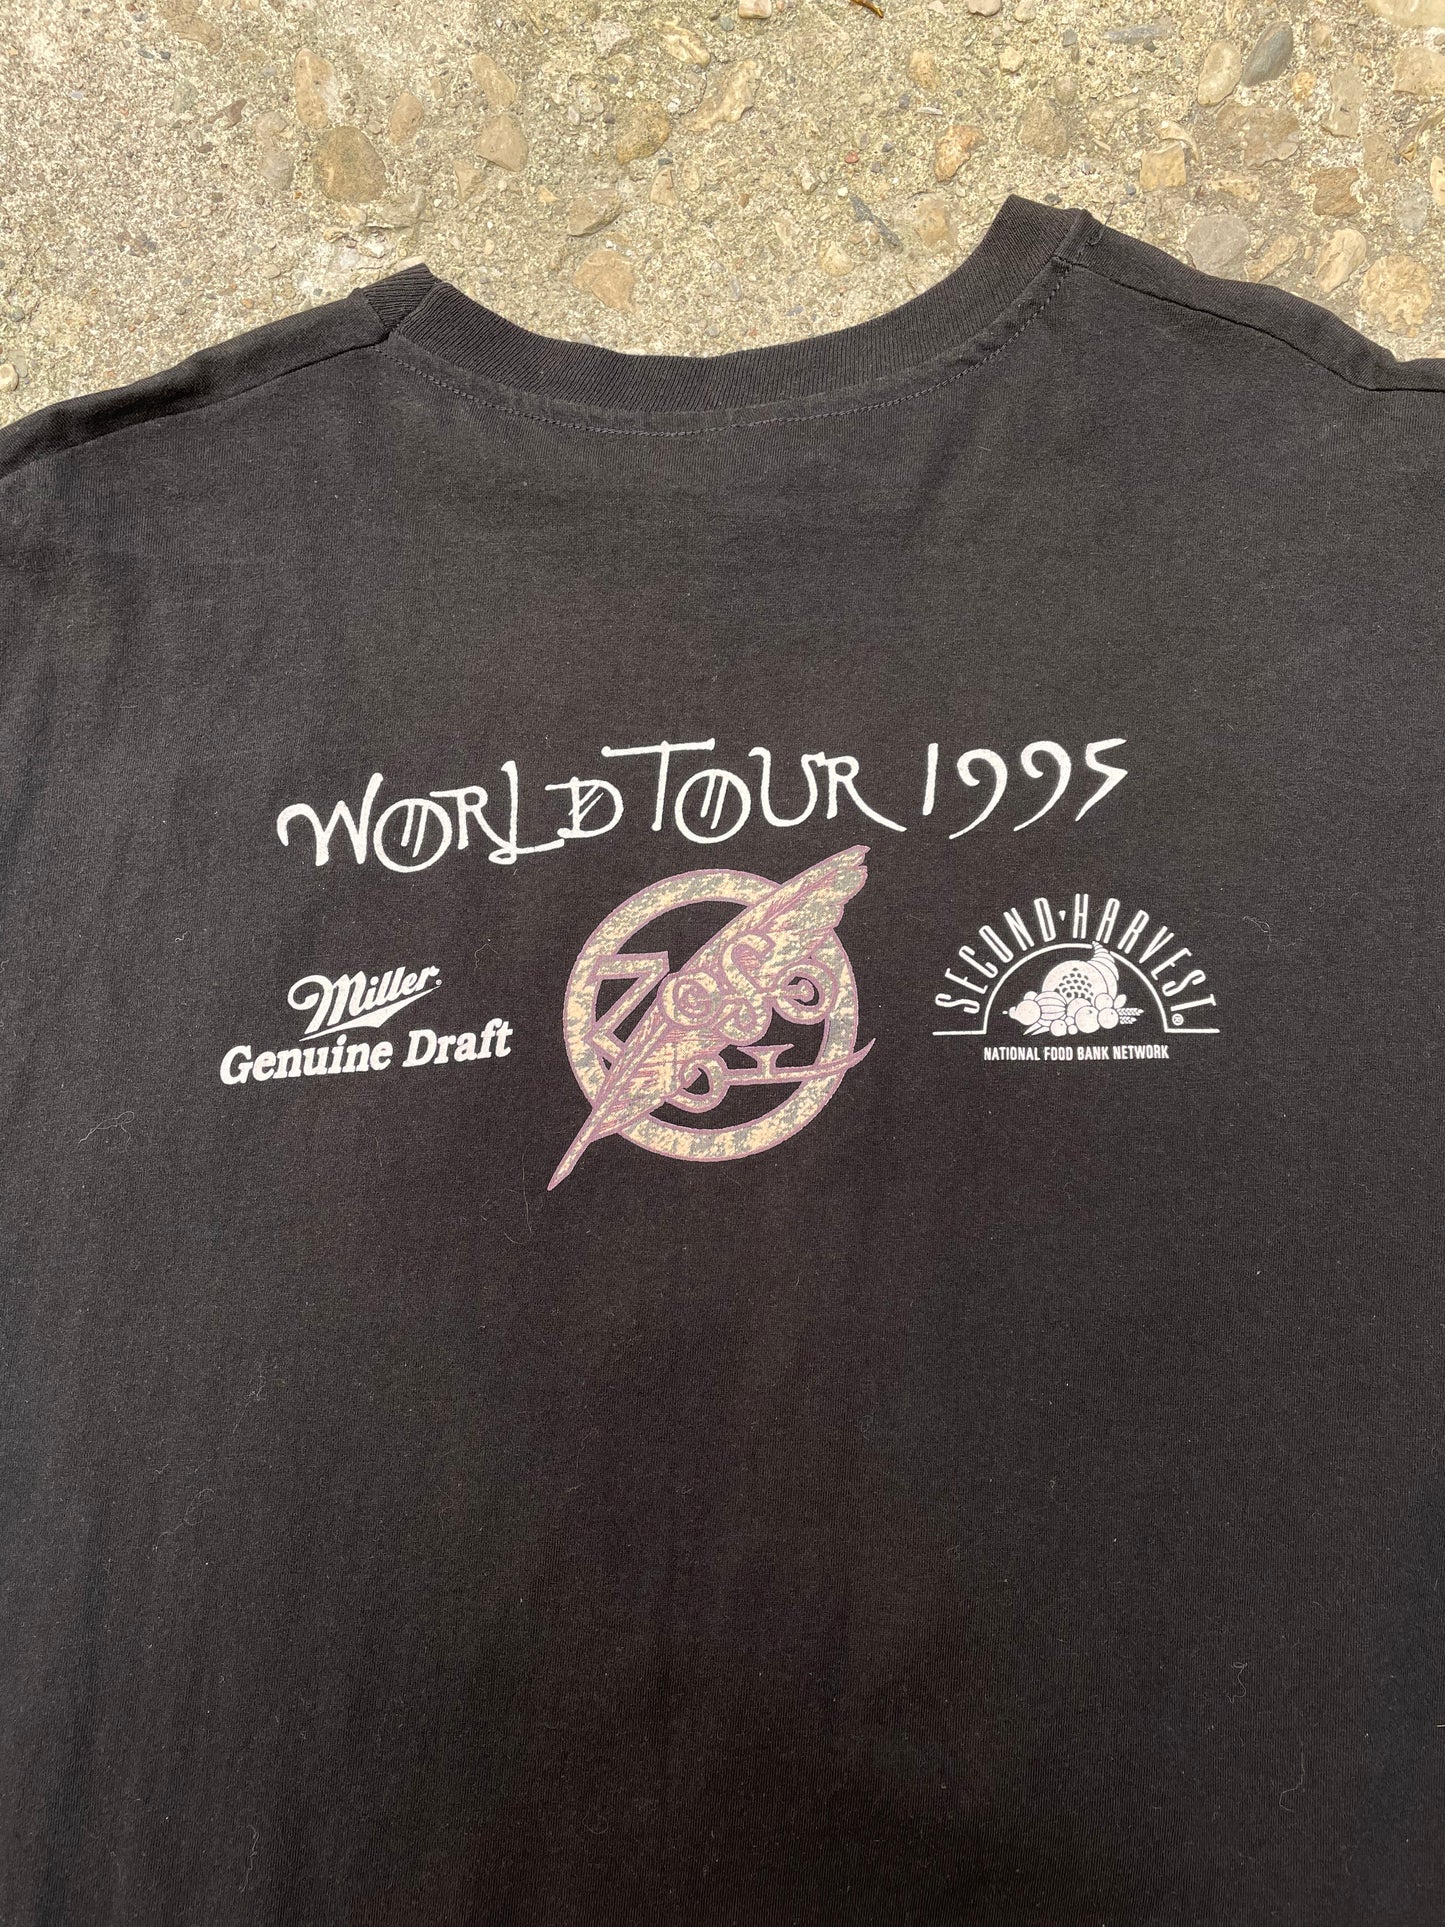 WORLD TOUR 1995
Miller®
Genuine Draft
SECOND HARVEST®
NATIONAL FOOD BANK NETWORK